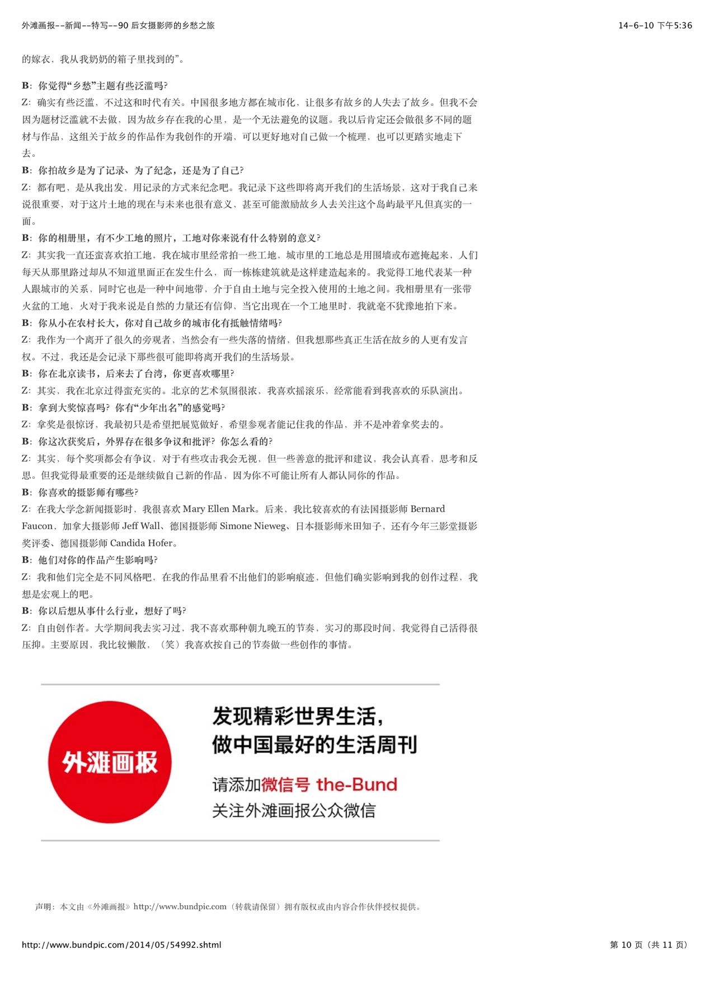 外滩画报--新闻--特写--90 后女摄影师的乡愁之旅
14-6-10 下午5:36
的嫁衣，我从我奶奶的箱子里找到的”。
B：你觉得“乡愁”主题有些泛滥吗?
Z：确实有些泛滥，不过这和时代有关。中国很多地方都在城市化，让很多有故乡的人失去了故乡。但我不会
因为题材泛滥就不去做，因为故乡存在我的心里，是一个无法避免的议题。我以后肯定还会做很多不同的题
材与作品，这组关于故乡的作品作为我创作的开端，可以更好地对自己做一个梳理，也可以更踏实地走下
去。
B：你拍故乡是为了记录、为了纪念，还是为了自己?
Z：都有吧，是从我出发，用记录的方式来纪念吧。我记录下这些即将离开我们的生活场景，这对于我自己来
说很重要，对于这片土地的现在与未来也很有意义，甚至可能激励故乡人去关注这个岛屿最平凡但真实的一
面。
B：你的相册里，有不少工地的照片，工地对你来说有什么特别的意义?
Z：其实我一直还蛮喜欢拍工地，我在城市里经常拍一些工地，城市里的工地总是用围墙或布遮掩起来，人们
每天从那里路过却从不知道里面正在发生什么，而一栋栋建筑就是这样建造起来的。我觉得工地代表某一种
人跟城市的关系，同时它也是一种中间地带，介于自由土地与完全投入使用的土地之间。我相册里有一张带
火盆的工地，火对于我来说是自然的力量还有信仰，当它出现在一个工地里时，我就毫不犹豫地拍下来。
B：你从小在农村长大，你对自己故乡的城市化有抵触情绪吗?
Z：我作为一个离开了很久的旁观者，当然会有一些失落的情绪，但我想那些真正生活在故乡的人更有发言
权。不过，我还是会记录下那些很可能即将离开我们的生活场景。
B：你在北京读书，后来去了台湾，你更喜欢哪里?
Z：其实，我在北京过得蛮充实的。北京的艺术氛围很浓，我喜欢摇滚乐，经常能看到我喜欢的乐队演出。
B：拿到大奖惊喜吗? 你有“少年出名”的感觉吗?
Z：拿奖是很惊讶，我最初只是希望把展览做好，希望参观者能记住我的作品，并不是冲着拿奖去的。
B：你这次获奖后，外界存在很多争议和批评? 你怎么看的?
Z：其实，每个奖项都会有争议，对于有些攻击我会无视，但一些善意的批评和建议，我会认真看，思考和反
思。但我觉得最重要的还是继续做自己新的作品，因为你不可能让所有人都认同你的作品。
B：你喜欢的摄影师有哪些?
Z：在我大学念新闻摄影时，我很喜欢 Mary Ellen Mark。后来，我比较喜欢的有法国摄影师 Bernard
Faucon，加拿大摄影师 Jeff Wall、德国摄影师 Simone Nieweg、日本摄影师米田知子，还有今年三影堂摄影
奖评委、德国摄影师 Candida Hofer。
B：他们对你的作品产生影响吗?
Z：我和他们完全是不同风格吧，在我的作品里看不出他们的影响痕迹，但他们确实影响到我的创作过程，我
想是宏观上的吧。
B：你以后想从事什么行业，想好了吗?
Z：自由创作者。大学期间我去实习过，我不喜欢那种朝九晚五的节奏，实习的那段时间，我觉得自己活得很
压抑。主要原因，我比较懒散，（笑）我喜欢按自己的节奏做一些创作的事情。
外滩画报
发现精彩世界生活，
做中国最好的生活周刊
请添加微信号 the-Bund
关注外滩画报公众微信
声明：本文由《外滩画报》http://www.bundpic.com（转载请保留）拥有版权或由内容合作伙伴授权提供。
http://www.bundpic.com/2014/05/54992.shtml
第 10 页（共 11 页）